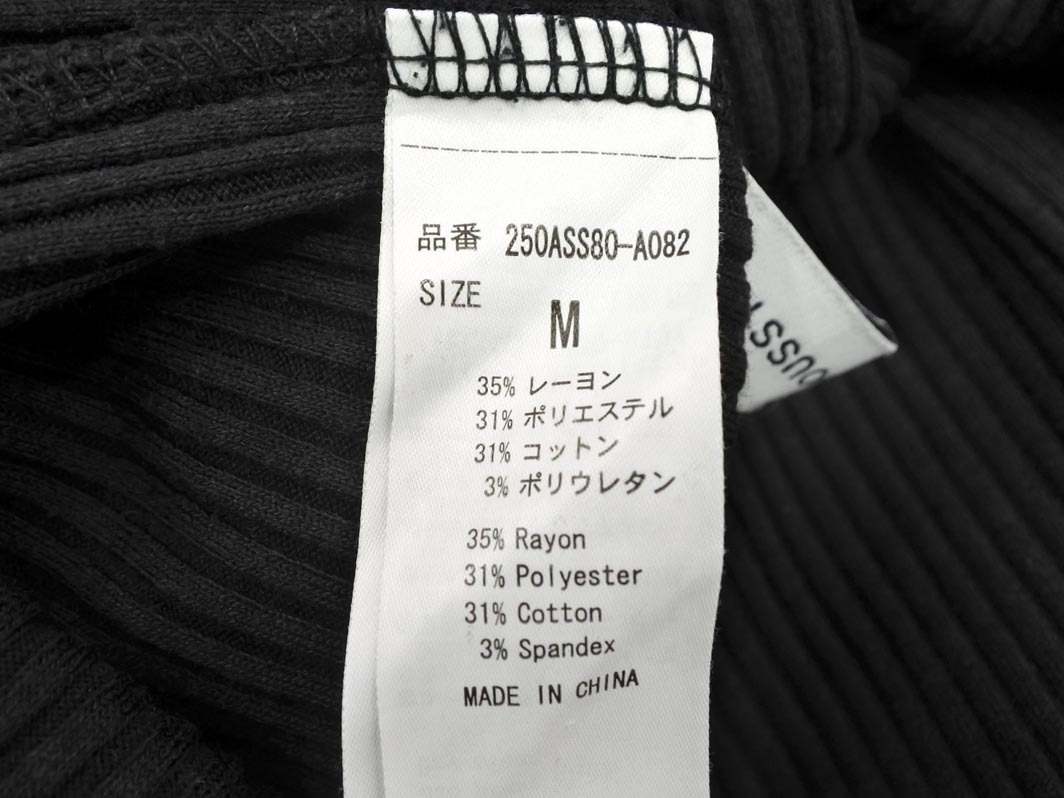 品番 250ASS80-A082
SIZE
M
35% レーヨン
31% ポリエステル
31% コットン
3% ポリウレタン
35% Rayon
31% Polyester
31% Cotton
3% Spandex
MADE IN CHINA